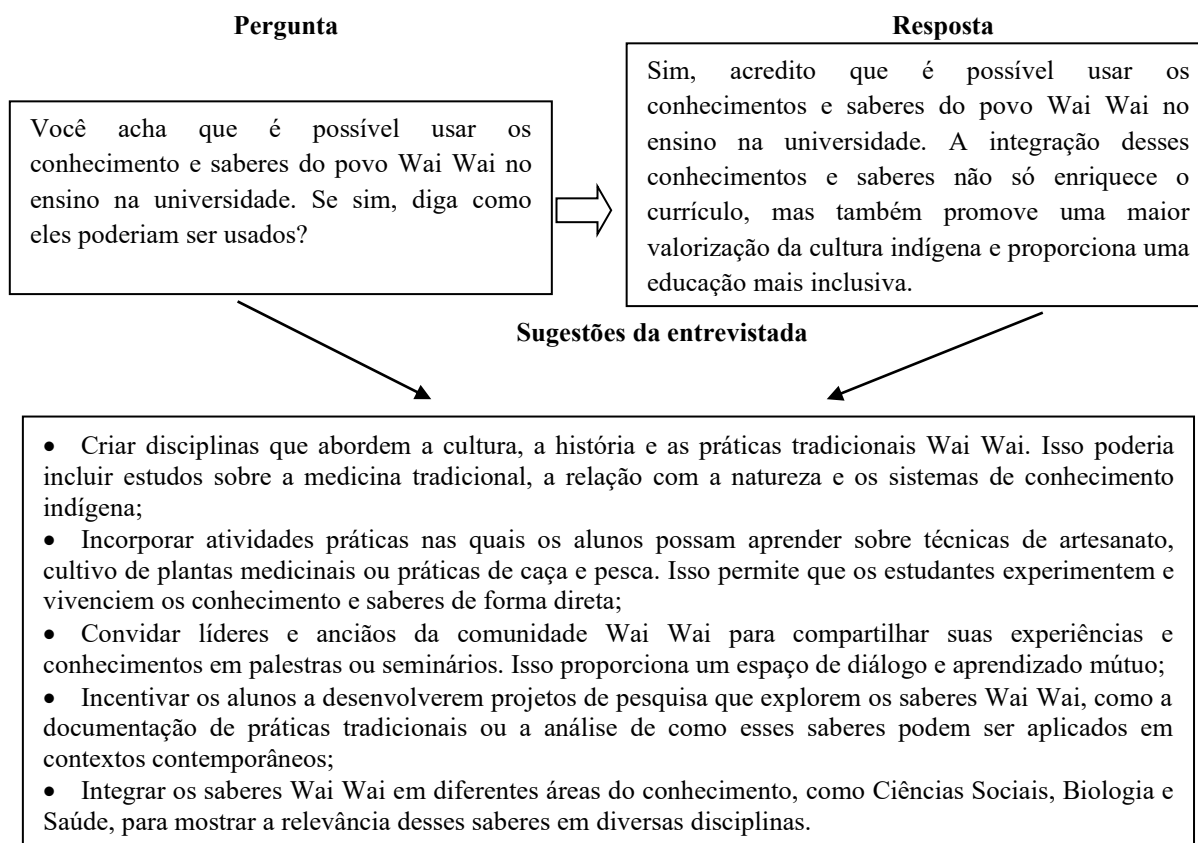 Pergunta
Resposta
Você acha que é possível usar os
conhecimento e saberes do povo Wai Wai no
ensino na universidade. Se sim, diga como
eles poderiam ser usados?
Sim, acredito que é possível usar os
conhecimentos e saberes do povo Wai Wai no
ensino na universidade. A integração desses
conhecimentos e saberes não só enriquece o
currículo, mas também promove uma maior
valorização da cultura indígena e proporciona uma
educação mais inclusiva.
Sugestões da entrevistada
• Criar disciplinas que abordem a cultura, a história e as práticas tradicionais Wai Wai. Isso poderia
incluir estudos sobre a medicina tradicional, a relação com a natureza e os sistemas de conhecimento
indígena;
• Incorporar atividades práticas nas quais os alunos possam aprender sobre técnicas de artesanato,
cultivo de plantas medicinais ou práticas de caça e pesca. Isso permite que os estudantes experimentem e
vivenciem os conhecimento e saberes de forma direta;
• Convidar líderes e anciãos da comunidade Wai Wai para compartilhar suas experiências e
conhecimentos em palestras ou seminários. Isso proporciona um espaço de diálogo e aprendizado mútuo;
• Incentivar os alunos a desenvolverem projetos de pesquisa que explorem os saberes Wai Wai, como a
documentação de práticas tradicionais ou a análise de como esses saberes podem ser aplicados em
contextos contemporâneos;
• Integrar os saberes Wai Wai em diferentes áreas do conhecimento, como Ciências Sociais, Biologia e
Saúde, para mostrar a relevância desses saberes em diversas disciplinas.